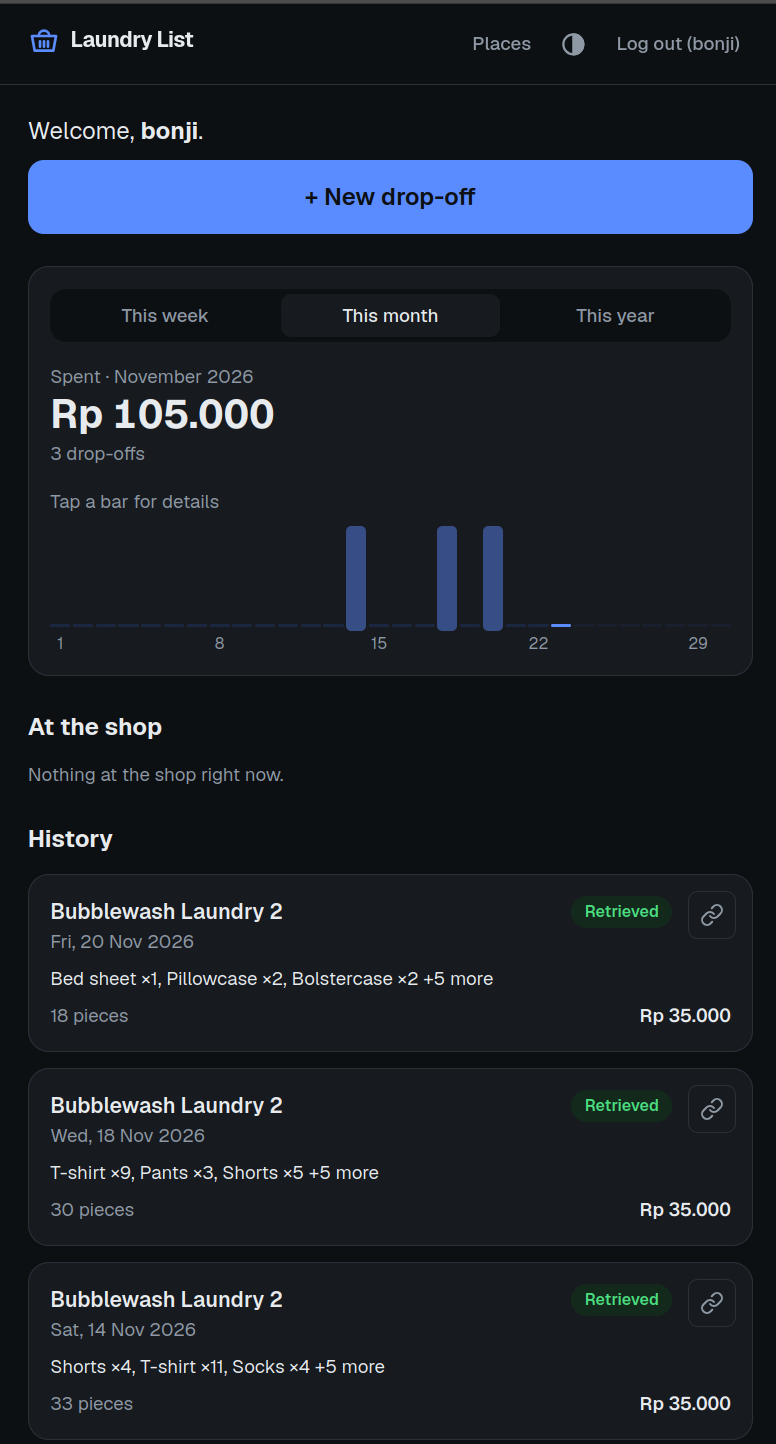 Laundry List
Places
Log out (bonji)
Welcome, bonji.
+ New drop-off
This week
This month
This year
Spent · November 2026
Rp 105.000
3 drop-offs
Tap a bar for details
1
8
15
22
29
At the shop
Nothing at the shop right now.
History
Bubblewash Laundry 2
Retrieved
Fri, 20 Nov 2026
Bed sheet ×1, Pillowcase ×2, Bolstercase ×2 +5 more
18 pieces
Rp 35.000
Bubblewash Laundry 2
Retrieved
Wed, 18 Nov 2026
T-shirt ×9, Pants ×3, Shorts ×5 +5 more
30 pieces
Rp 35.000
Bubblewash Laundry 2
Retrieved
Sat, 14 Nov 2026
Shorts ×4, T-shirt ×11, Socks ×4 +5 more
33 pieces
Rp 35.000